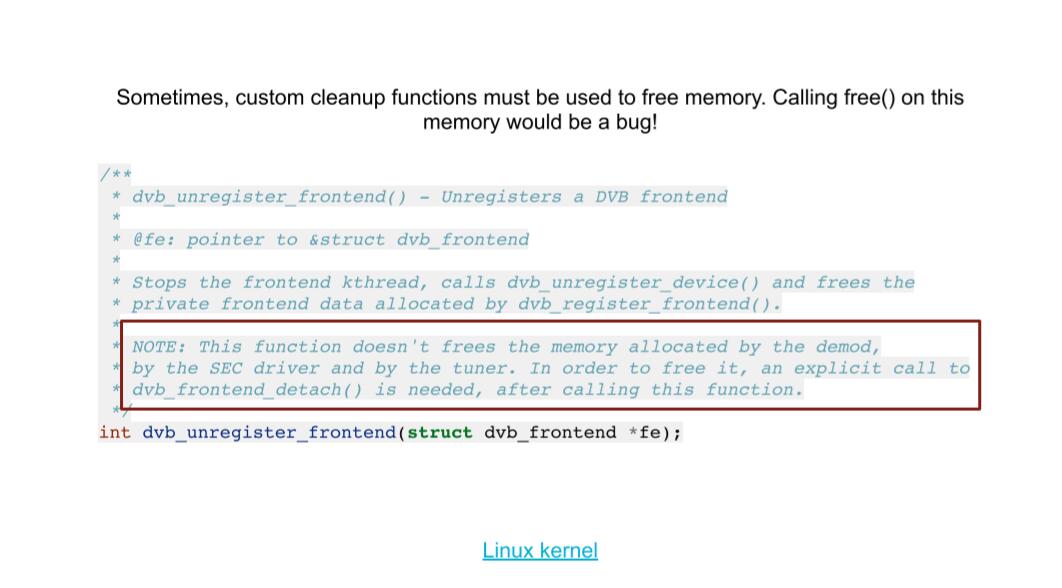 Sometimes, custom cleanup functions must be used to free memory. Calling free() on this
memory would be a bug!
/**
* dvb_unregister_frontend() - Unregisters a DVB frontend
*
* @fe: pointer to &struct dvb_frontend
*
* Stops the frontend kthread, calls dvb_unregister_device() and frees the
* private frontend data allocated by dvb_register_frontend().
*
* NOTE: This function doesn't frees the memory allocated by the demod,
* by the SEC driver and by the tuner. In order to free it, an explicit call to
* dvb_frontend_detach() is needed, after calling this function.
*/
int dvb_unregister_frontend(struct dvb_frontend *fe);
Linux kernel